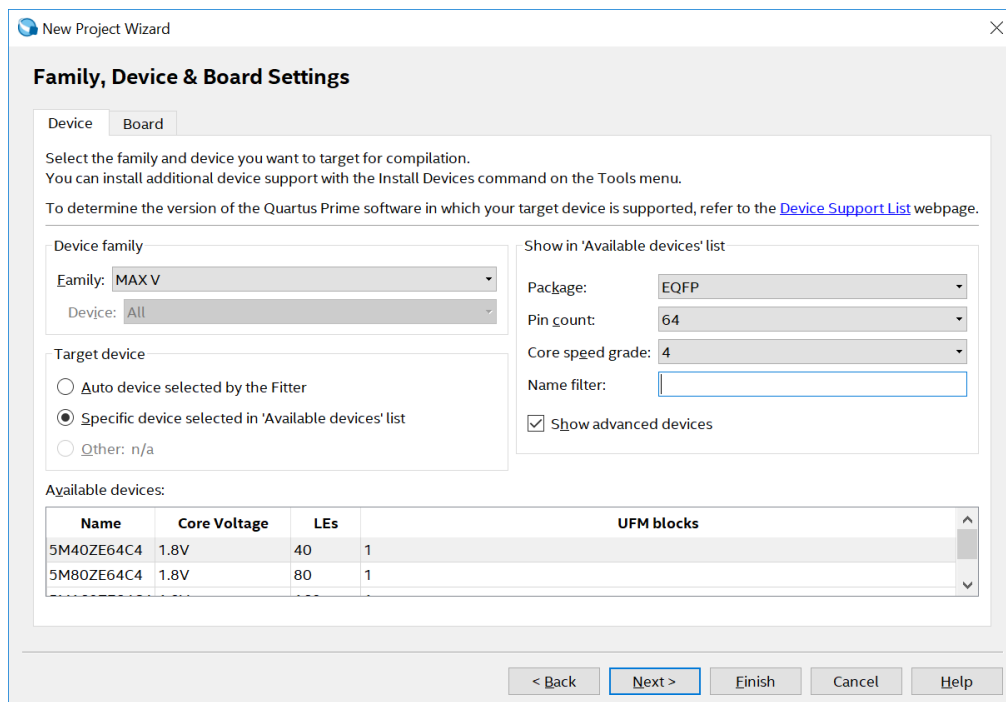 New Project Wizard
Family, Device & Board Settings
Device Board
Select the family and device you want to target for compilation.
You can install additional device support with the Install Devices command on the Tools menu.
To determine the version of the Quartus Prime software in which your target device is supported, refer to the Device Support List webpage.
Device family
Family: MAX V
Device: All
Target device
Auto device selected by the Fitter
Specific device selected in 'Available devices' list
Other: n/a
Show in 'Available devices' list
Package: EQFP
Pin count: 64
Core speed grade: 4
Name filter:
Show advanced devices
Available devices:
Name Core Voltage LEs UFM blocks
5M40ZE64C4 1.8V 40 1
5M80ZE64C4 1.8V 80 1
< Back Next > Finish Cancel Help